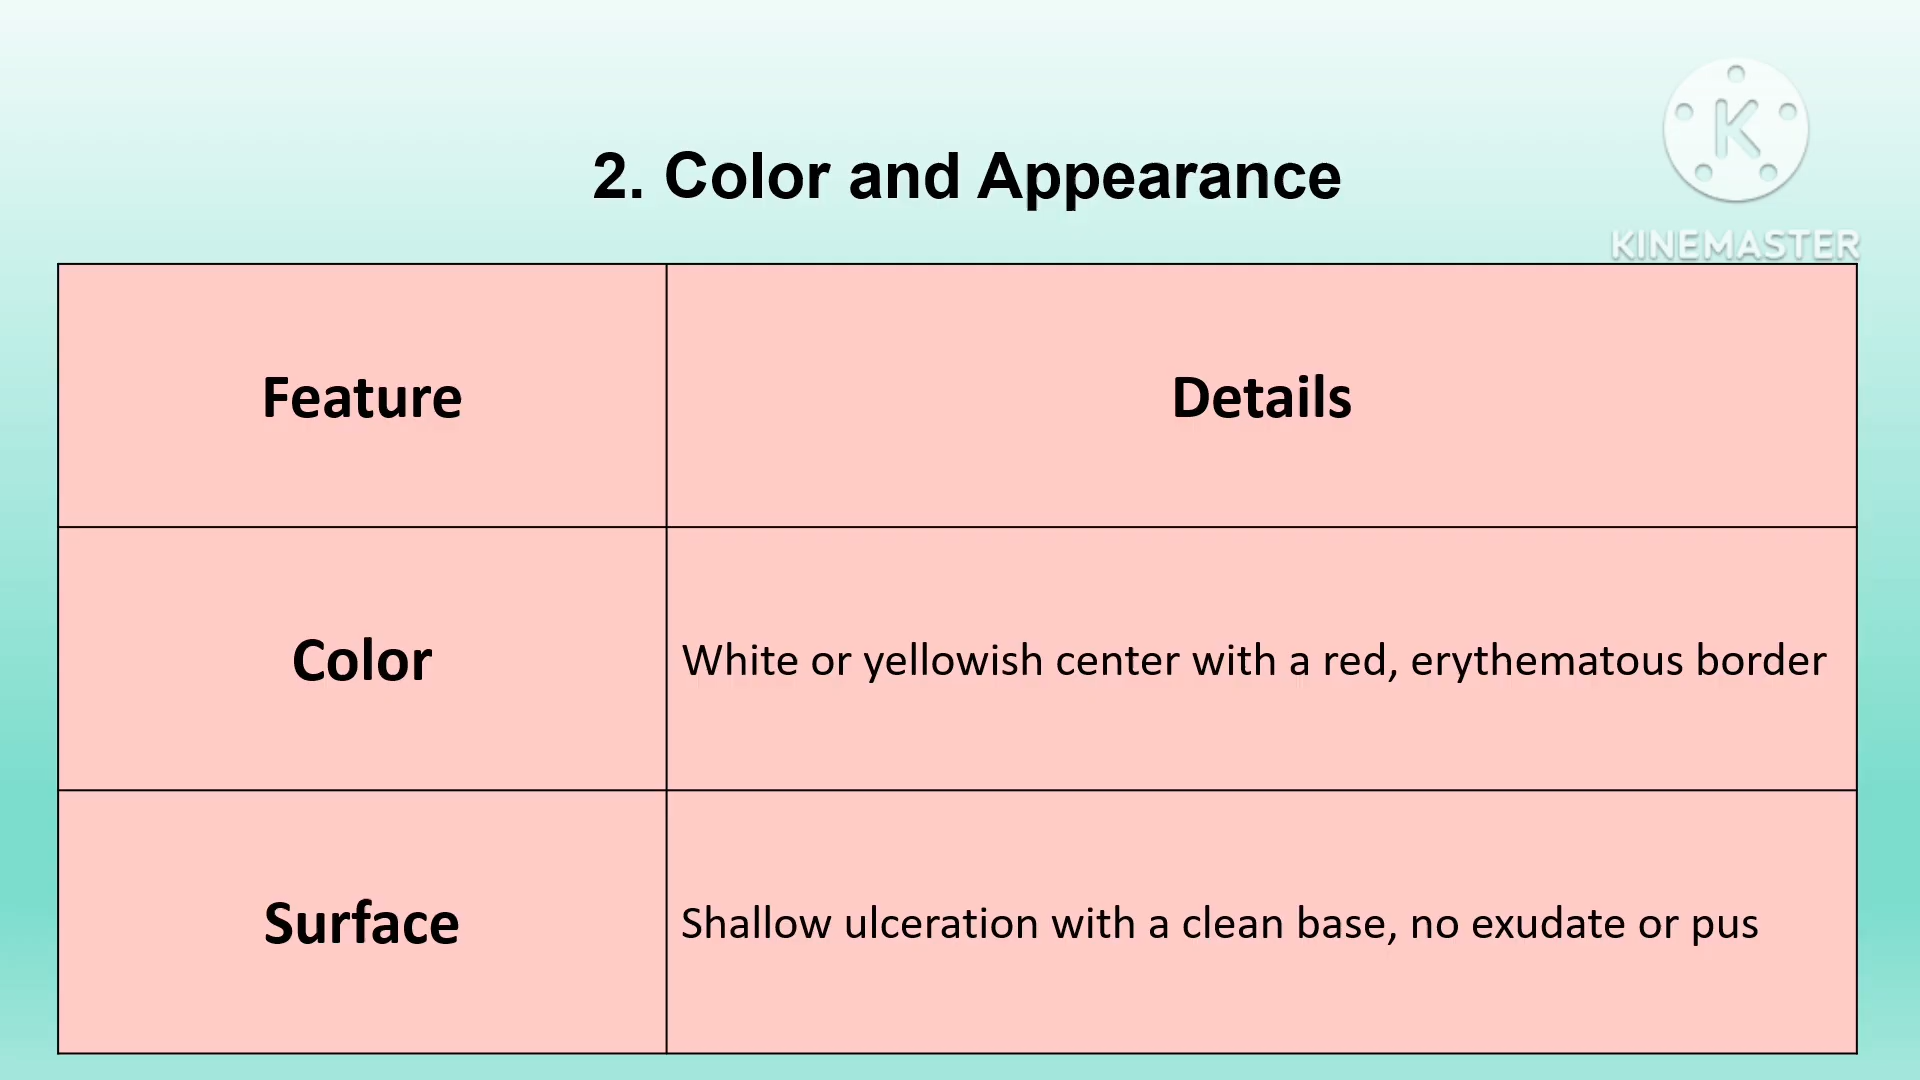 2. Color and Appearance
K
KINEMASTER
Feature
Details
Color
White or yellowish center with a red, erythematous border
Surface
Shallow ulceration with a clean base, no exudate or pus